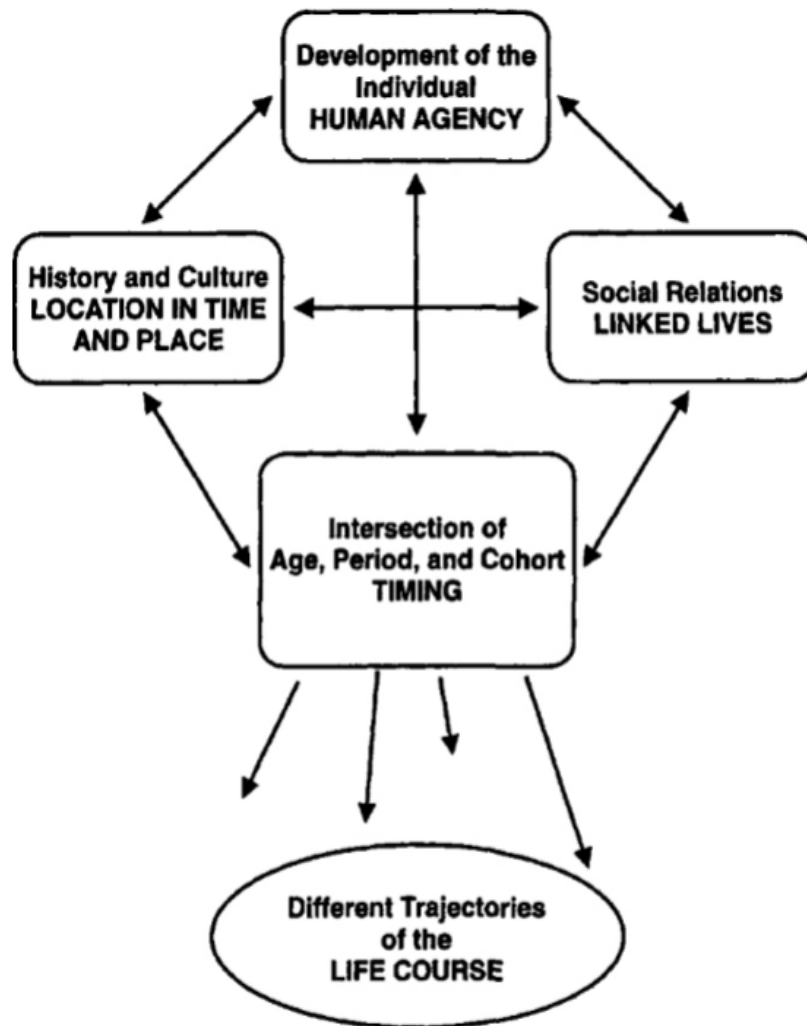 Development of the
Individual
HUMAN AGENCY
History and Culture
LOCATION IN TIME
AND PLACE
Social Relations
LINKED LIVES
Intersection of
Age, Period, and Cohort
TIMING
Different Trajectories
of the
LIFE COURSE